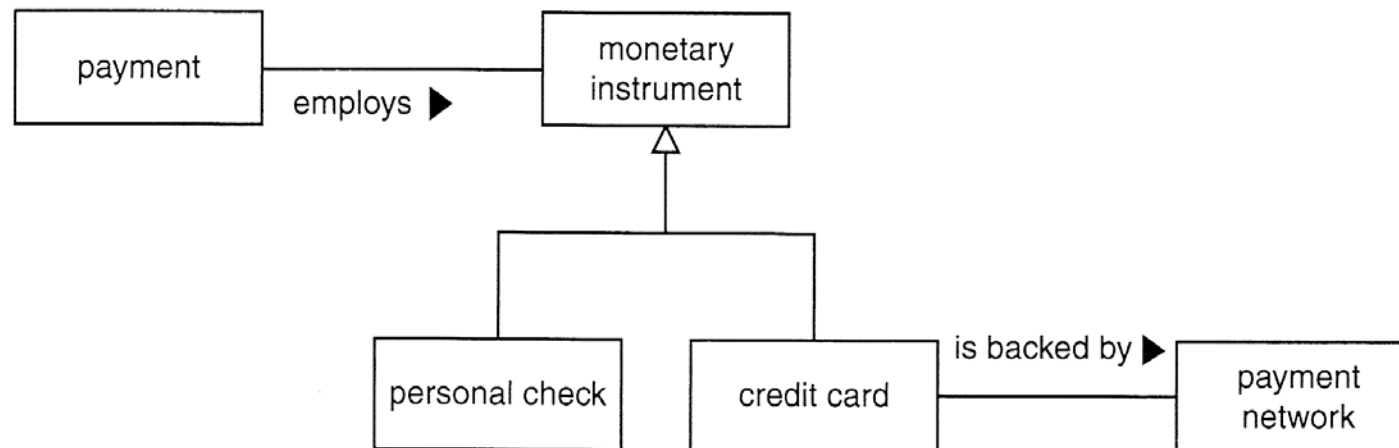 payment
employs ▶
monetary
instrument
personal check
credit card
is backed by ▶
payment
network